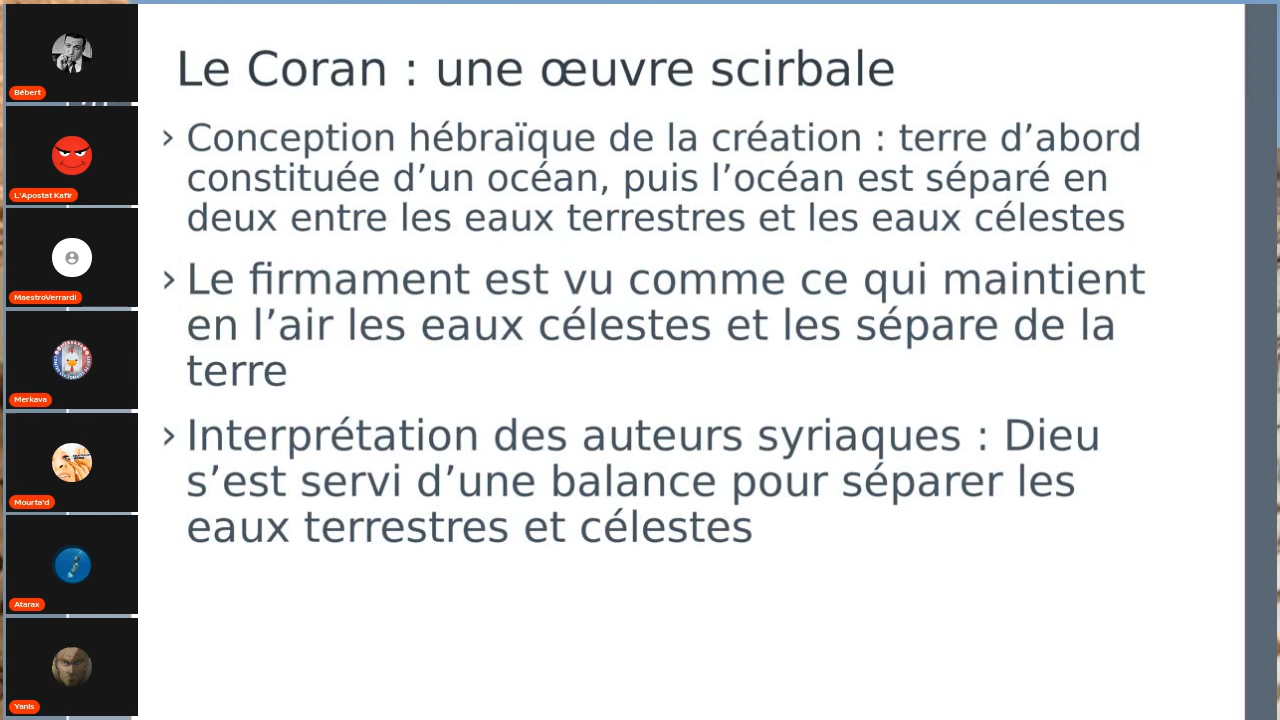 Le Coran : une œuvre scirbale
› Conception hébraïque de la création : terre d’abord
constituée d’un océan, puis l’océan est séparé en
deux entre les eaux terrestres et les eaux célestes
› Le firmament est vu comme ce qui maintient
en l’air les eaux célestes et les sépare de la
terre
› Interprétation des auteurs syriaques : Dieu
s’est servi d’une balance pour séparer les
eaux terrestres et célestes
Bébert
L'Apostat Kafir
MaestroVerrardi
Merkava
Mourta'd
Atarax
Yanis